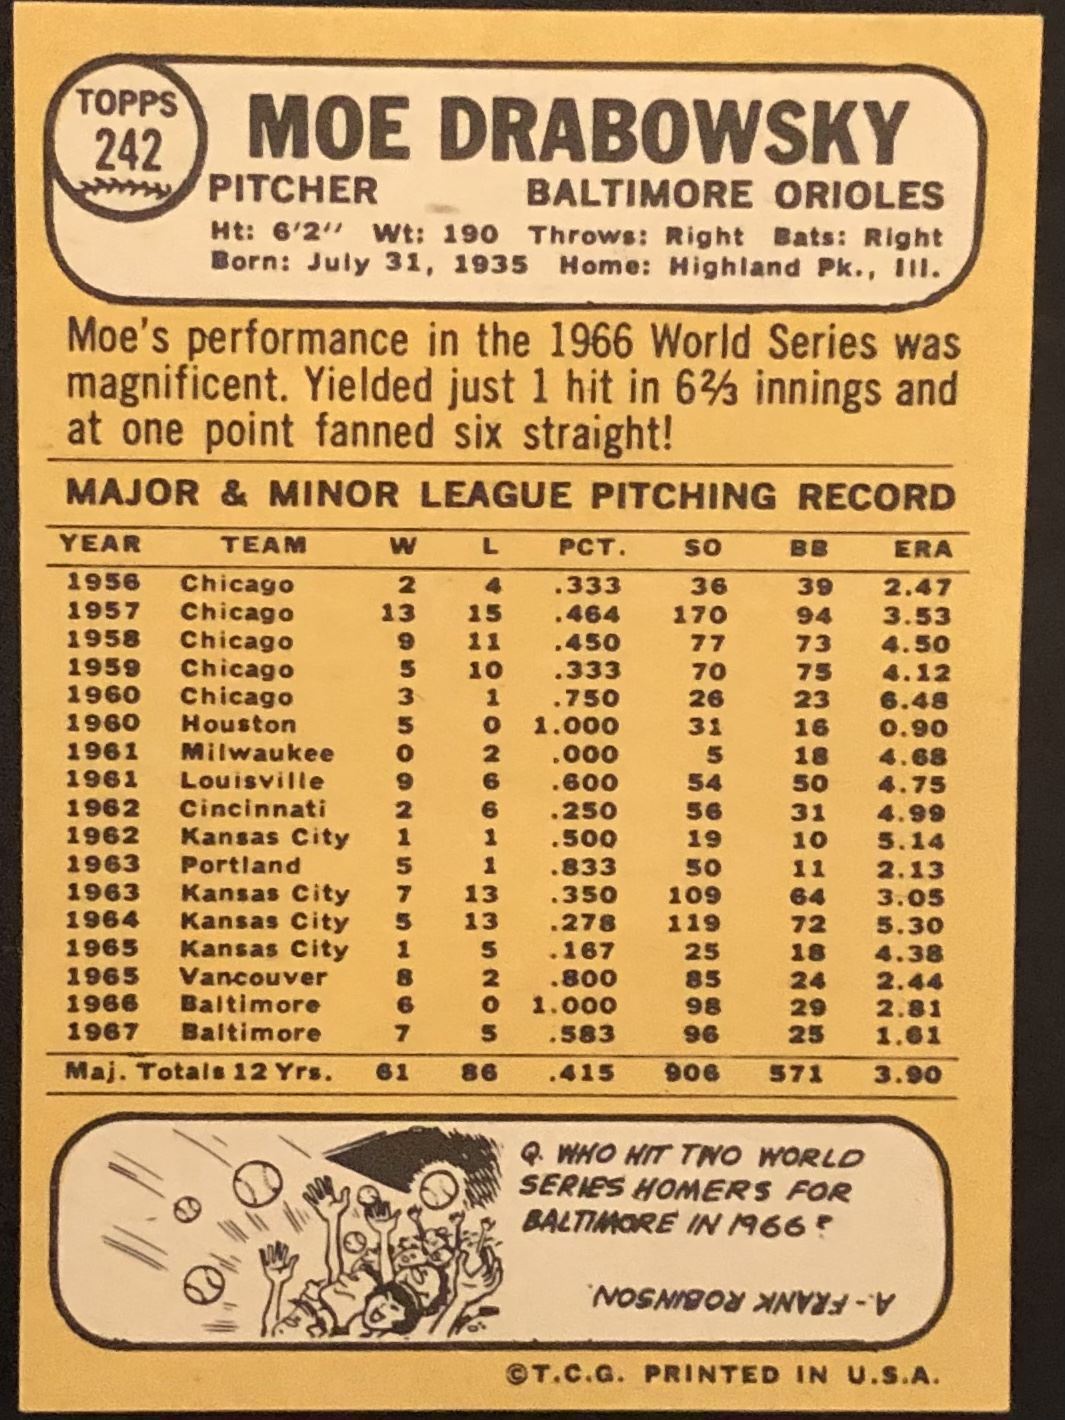 TOPPS
242
MOE DRABOWSKY
PITCHER BALTIMORE ORIOLES
Ht: 6'2" Wt: 190 Throws: Right Bats: Right
Born: July 31, 1935 Home: Highland Pk., Ill.
Moe's performance in the 1966 World Series was
magnificent. Yielded just 1 hit in 6⅔ innings and
at one point fanned six straight!
MAJOR & MINOR LEAGUE PITCHING RECORD
YEAR TEAM W L PCT. SO BB ERA
1956 Chicago 2 4 .333 36 39 2.47
1957 Chicago 13 15 .464 170 94 3.53
1958 Chicago 9 11 .450 77 73 4.50
1959 Chicago 5 10 .333 70 75 4.12
1960 Chicago 3 1 .750 26 23 6.48
1960 Houston 5 0 1.000 31 16 0.90
1961 Milwaukee 0 2 .000 5 18 4.68
1961 Louisville 9 6 .600 54 50 4.75
1962 Cincinnati 2 6 .250 56 31 4.99
1962 Kansas City 1 1 .500 19 10 5.14
1963 Portland 5 1 .833 50 11 2.13
1963 Kansas City 7 13 .350 109 64 3.05
1964 Kansas City 5 13 .278 119 72 5.30
1965 Kansas City 1 5 .167 25 18 4.38
1965 Vancouver 8 2 .800 85 24 2.44
1966 Baltimore 6 0 1.000 98 29 2.81
1967 Baltimore 7 5 .583 96 25 1.61
Maj. Totals 12 Yrs. 61 86 .415 906 571 3.90
Q. WHO HIT TWO WORLD
SERIES HOMERS FOR
BALTIMORE IN 1966?
A.- FRANK ROBINSON.
©T.C.G. PRINTED IN U.S.A.